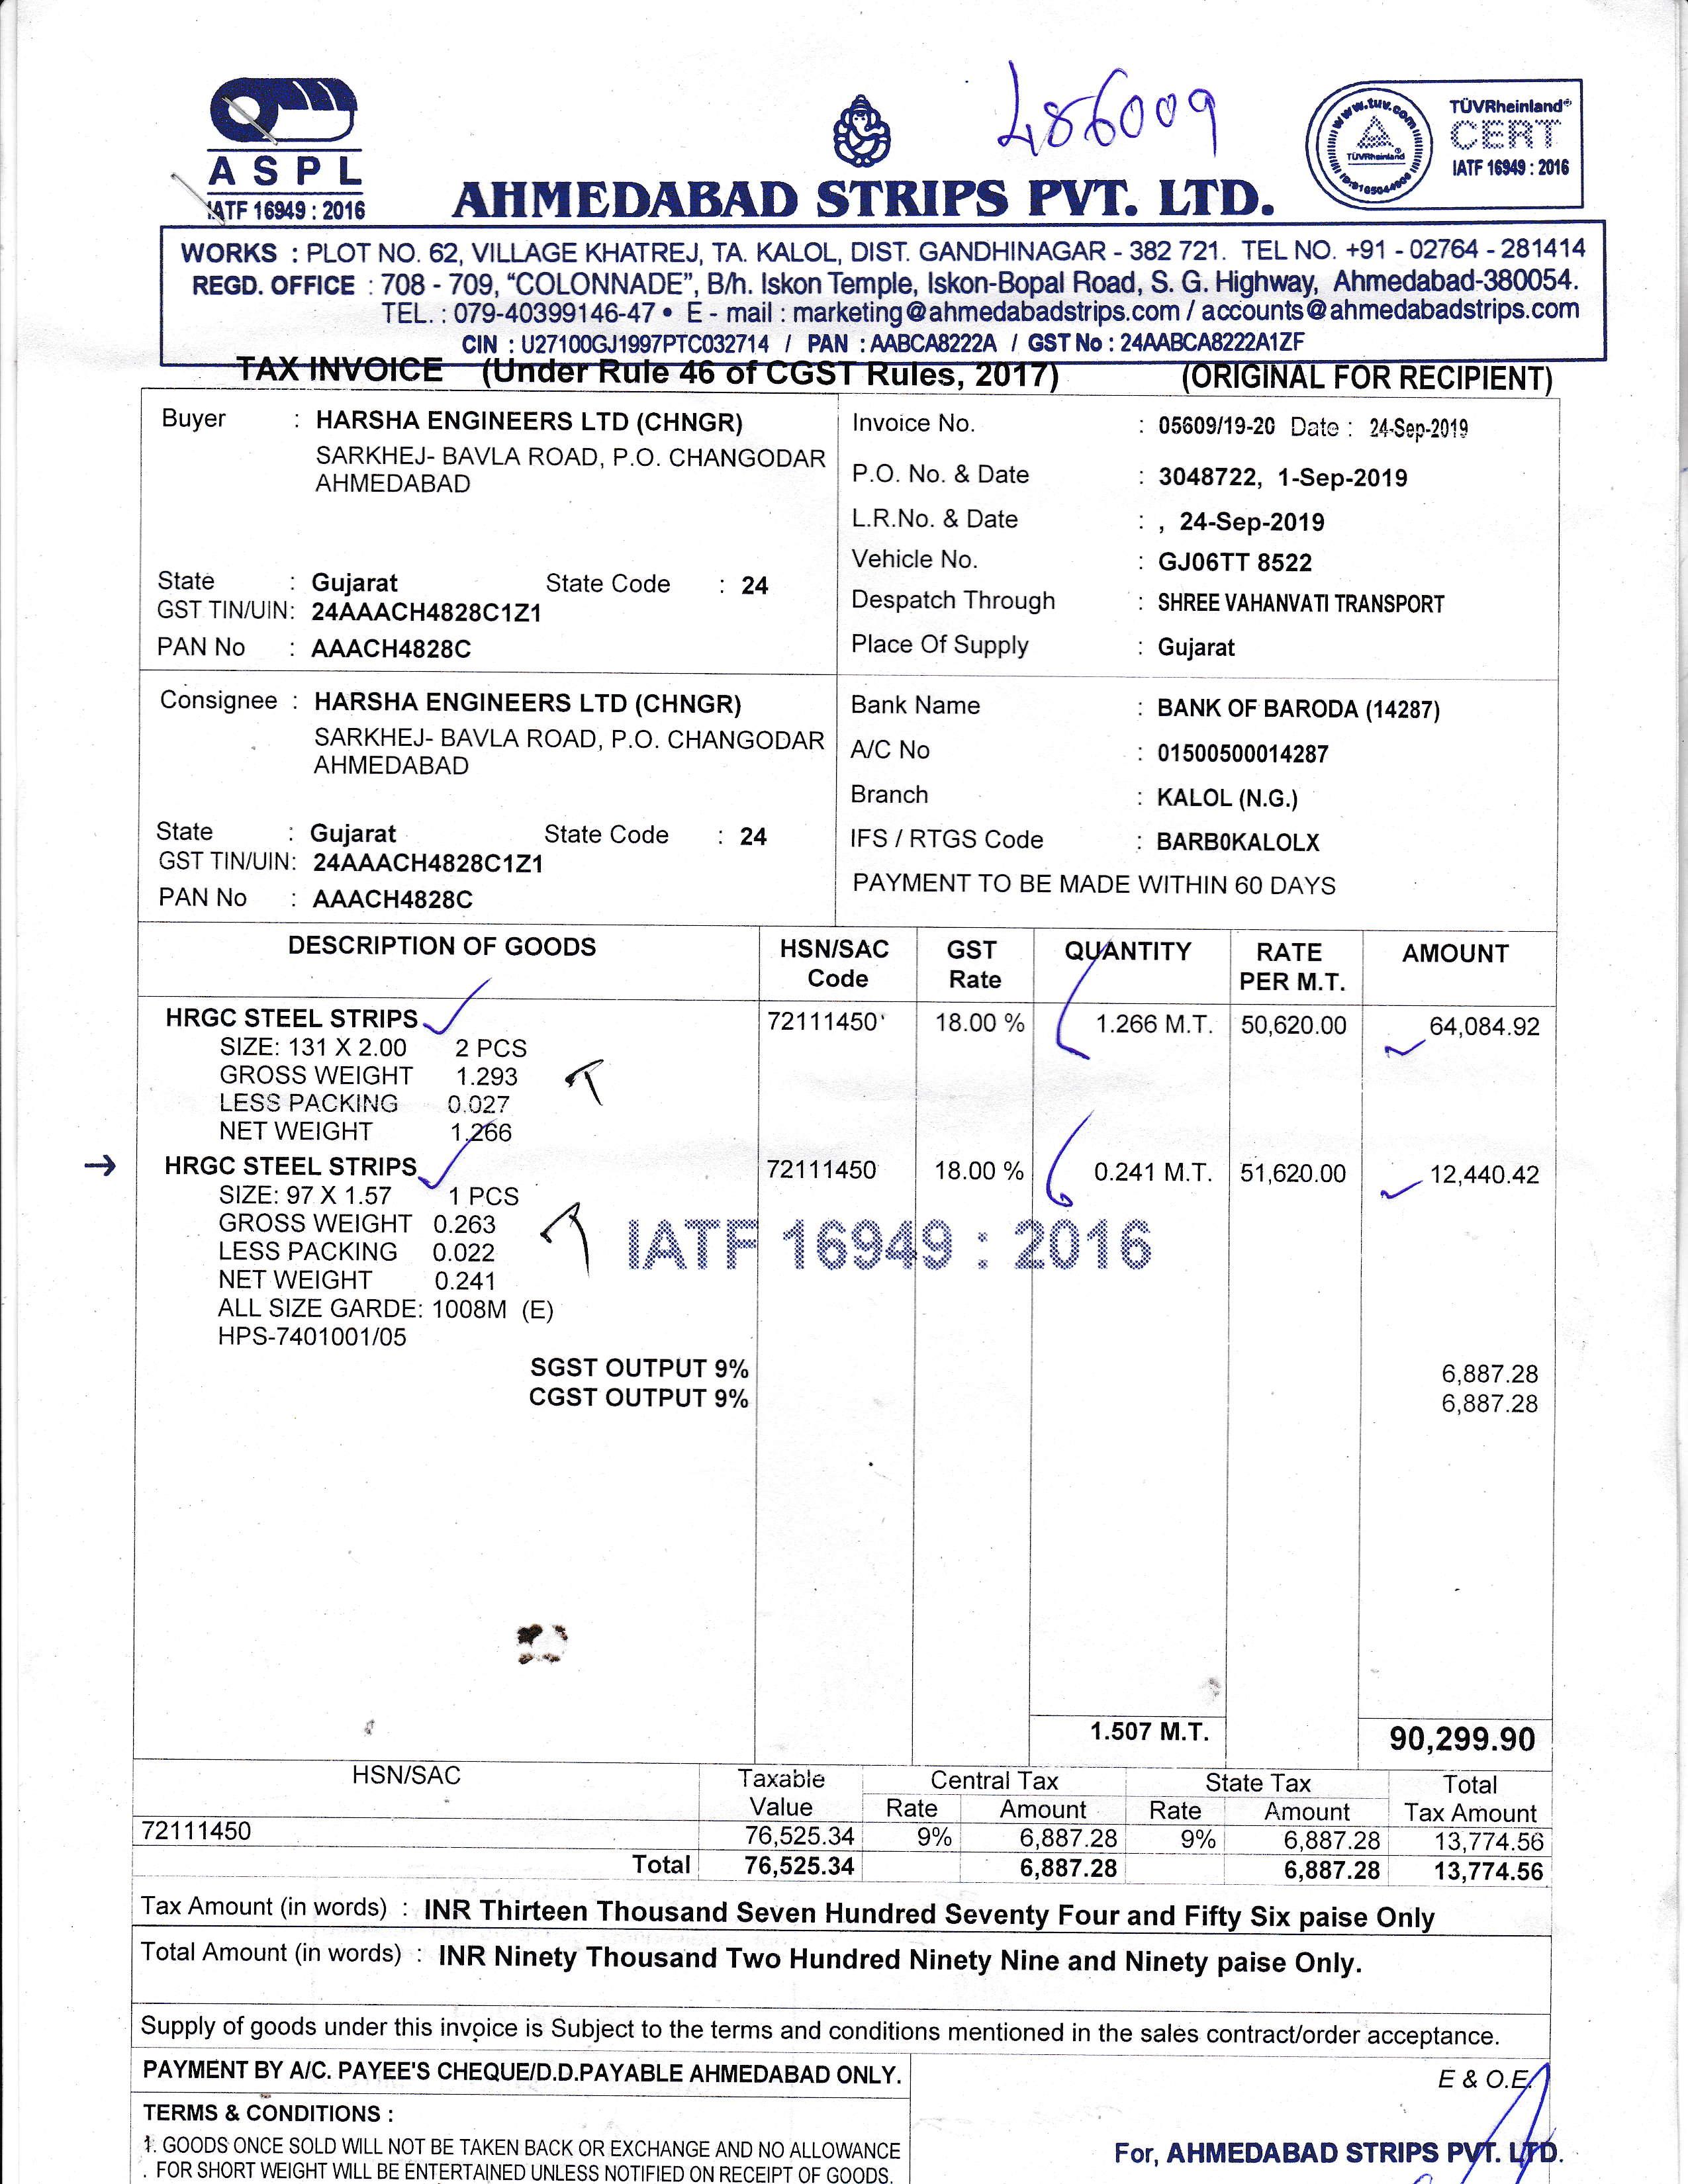 486009
ASPL
IATF 16949 : 2016
www.tuv.com
TÜVRheinland
TÜVRheinland®
CERT
IATF 16949 : 2016
AHMEDABAD STRIPS PVT. LTD.
WORKS : PLOT NO. 62, VILLAGE KHATREJ, TA. KALOL, DIST. GANDHINAGAR - 382 721. TEL NO. +91 - 02764 - 281414
REGD. OFFICE : 708 - 709, “COLONNADE”, B/h. Iskon Temple, Iskon-Bopal Road, S. G. Highway, Ahmedabad-380054.
TEL. : 079-40399146-47 • E - mail : marketing@ahmedabadstrips.com / accounts@ahmedabadstrips.com
CIN : U27100GJ1997PTC032714 / PAN : AABCA8222A / GST No : 24AABCA8222A1ZF
TAX INVOICE (Under Rule 46 of CGST Rules, 2017) (ORIGINAL FOR RECIPIENT)
Buyer : HARSHA ENGINEERS LTD (CHNGR)
SARKHEJ- BAVLA ROAD, P.O. CHANGODAR
AHMEDABAD
State : Gujarat State Code : 24
GST TIN/UIN: 24AAACH4828C1Z1
PAN No : AAACH4828C
Invoice No. : 05609/19-20 Date : 24-Sep-2019
P.O. No. & Date : 3048722, 1-Sep-2019
L.R.No. & Date : , 24-Sep-2019
Vehicle No. : GJ06TT 8522
Despatch Through : SHREE VAHANVATI TRANSPORT
Place Of Supply : Gujarat
Consignee : HARSHA ENGINEERS LTD (CHNGR)
SARKHEJ- BAVLA ROAD, P.O. CHANGODAR
AHMEDABAD
State : Gujarat State Code : 24
GST TIN/UIN: 24AAACH4828C1Z1
PAN No : AAACH4828C
Bank Name : BANK OF BARODA (14287)
A/C No : 01500500014287
Branch : KALOL (N.G.)
IFS / RTGS Code : BARB0KALOLX
PAYMENT TO BE MADE WITHIN 60 DAYS
DESCRIPTION OF GOODS HSN/SAC Code GST Rate QUANTITY RATE PER M.T. AMOUNT
HRGC STEEL STRIPS 72111450 18.00 % 1.266 M.T. 50,620.00 64,084.92
SIZE: 131 X 2.00 2 PCS
GROSS WEIGHT 1.293
LESS PACKING 0.027
NET WEIGHT 1.266
HRGC STEEL STRIPS 72111450 18.00 % 0.241 M.T. 51,620.00 12,440.42
SIZE: 97 X 1.57 1 PCS
GROSS WEIGHT 0.263
LESS PACKING 0.022
NET WEIGHT 0.241
ALL SIZE GARDE: 1008M (E)
HPS-7401001/05
IATF 16949 : 2016
SGST OUTPUT 9% 6,887.28
CGST OUTPUT 9% 6,887.28
1.507 M.T. 90,299.90
HSN/SAC Taxable Value Central Tax State Tax Total Tax Amount
Rate Amount Rate Amount
72111450 76,525.34 9% 6,887.28 9% 6,887.28 13,774.56
Total 76,525.34 6,887.28 6,887.28 13,774.56
Tax Amount (in words) : INR Thirteen Thousand Seven Hundred Seventy Four and Fifty Six paise Only
Total Amount (in words) : INR Ninety Thousand Two Hundred Ninety Nine and Ninety paise Only.
Supply of goods under this invoice is Subject to the terms and conditions mentioned in the sales contract/order acceptance.
PAYMENT BY A/C. PAYEE'S CHEQUE/D.D.PAYABLE AHMEDABAD ONLY.
E & O.E.
TERMS & CONDITIONS :
1. GOODS ONCE SOLD WILL NOT BE TAKEN BACK OR EXCHANGE AND NO ALLOWANCE
FOR SHORT WEIGHT WILL BE ENTERTAINED UNLESS NOTIFIED ON RECEIPT OF GOODS.
For, AHMEDABAD STRIPS PVT. LTD.